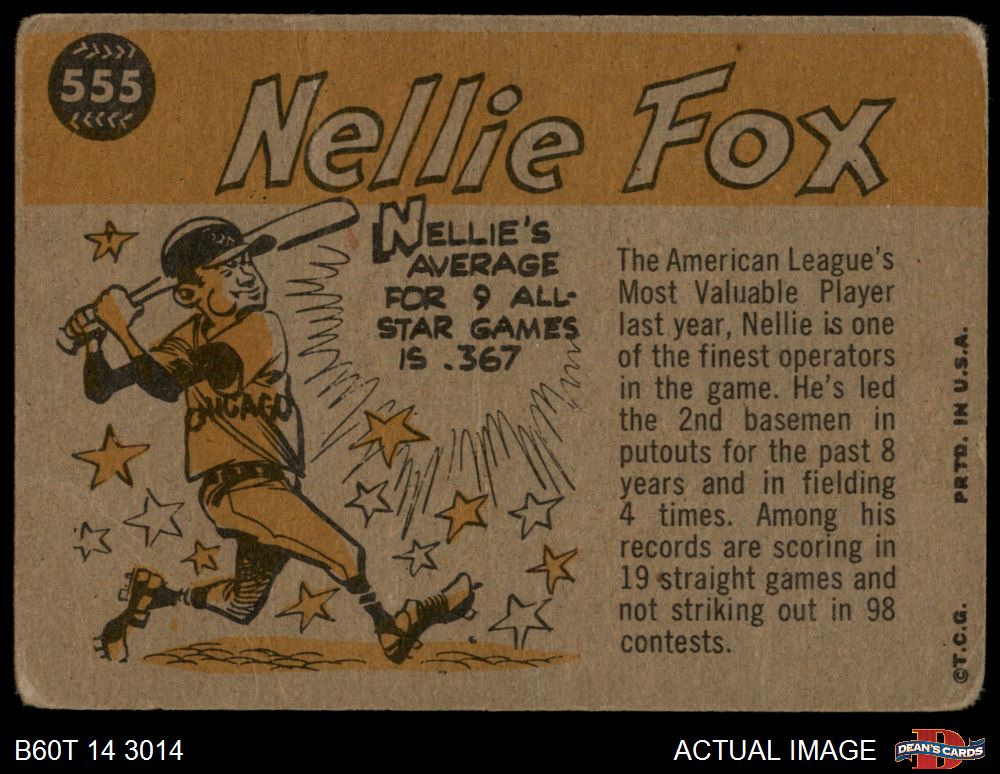 555
Nellie Fox
NELLIE'S
AVERAGE
FOR 9 ALL-
STAR GAMES
IS .367
CHICAGO
The American League's
Most Valuable Player
last year, Nellie is one
of the finest operators
in the game. He's led
the 2nd basemen in
putouts for the past 8
years and in fielding
4 times. Among his
records are scoring in
19 straight games and
not striking out in 98
contests.
©T.C.G. PRTD. IN U.S.A.
B60T 14 3014
ACTUAL IMAGE
DEAN'S CARDS